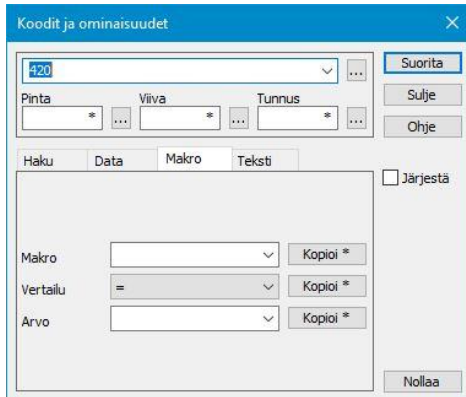 Koodit ja ominaisuudet
420
...
Suorita
Pinta Viiva Tunnus
* ... * ... * ...
Sulje
Ohje
Haku Data Makro Teksti
Järjestä
Makro Kopioi *
Vertailu = Kopioi *
Arvo Kopioi *
Nollaa